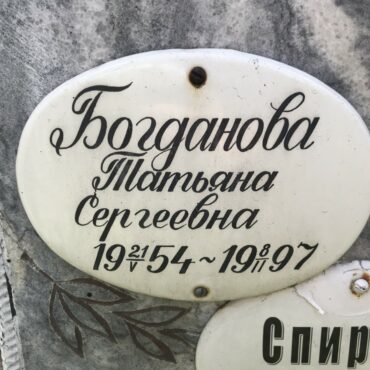 Богданова
Татьяна
Сергеевна
19 21/V 54 ~ 19 8/II 97
Спир